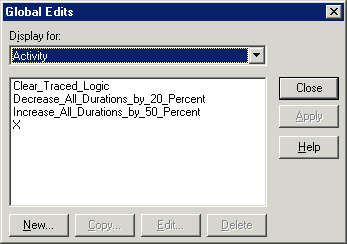 Global Edits
Display for:
Activity
Clear_Traced_Logic
Decrease_All_Durations_by_20_Percent
Increase_All_Durations_by_50_Percent
X
Close
Apply
Help
New... Copy... Edit... Delete